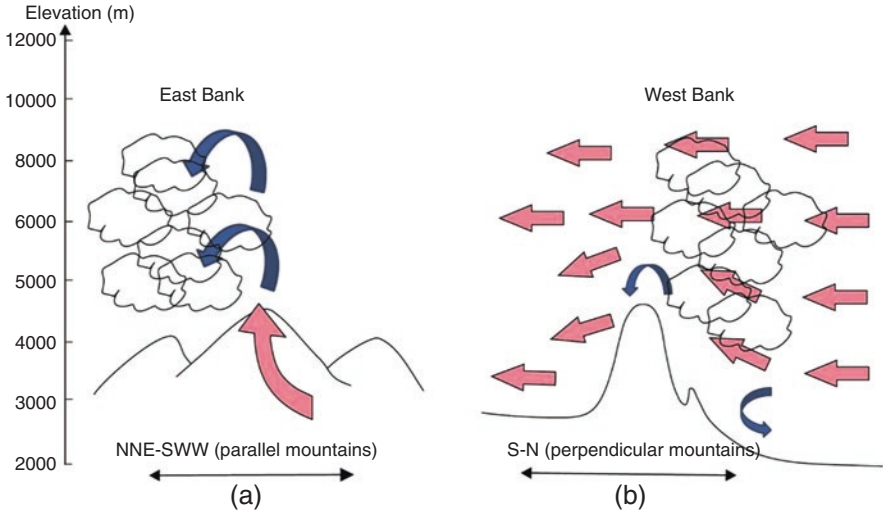 Elevation (m)
12000
10000
8000
6000
5000
4000
3000
2000
East Bank
NNE-SWW (parallel mountains)
(a)
West Bank
S-N (perpendicular mountains)
(b)